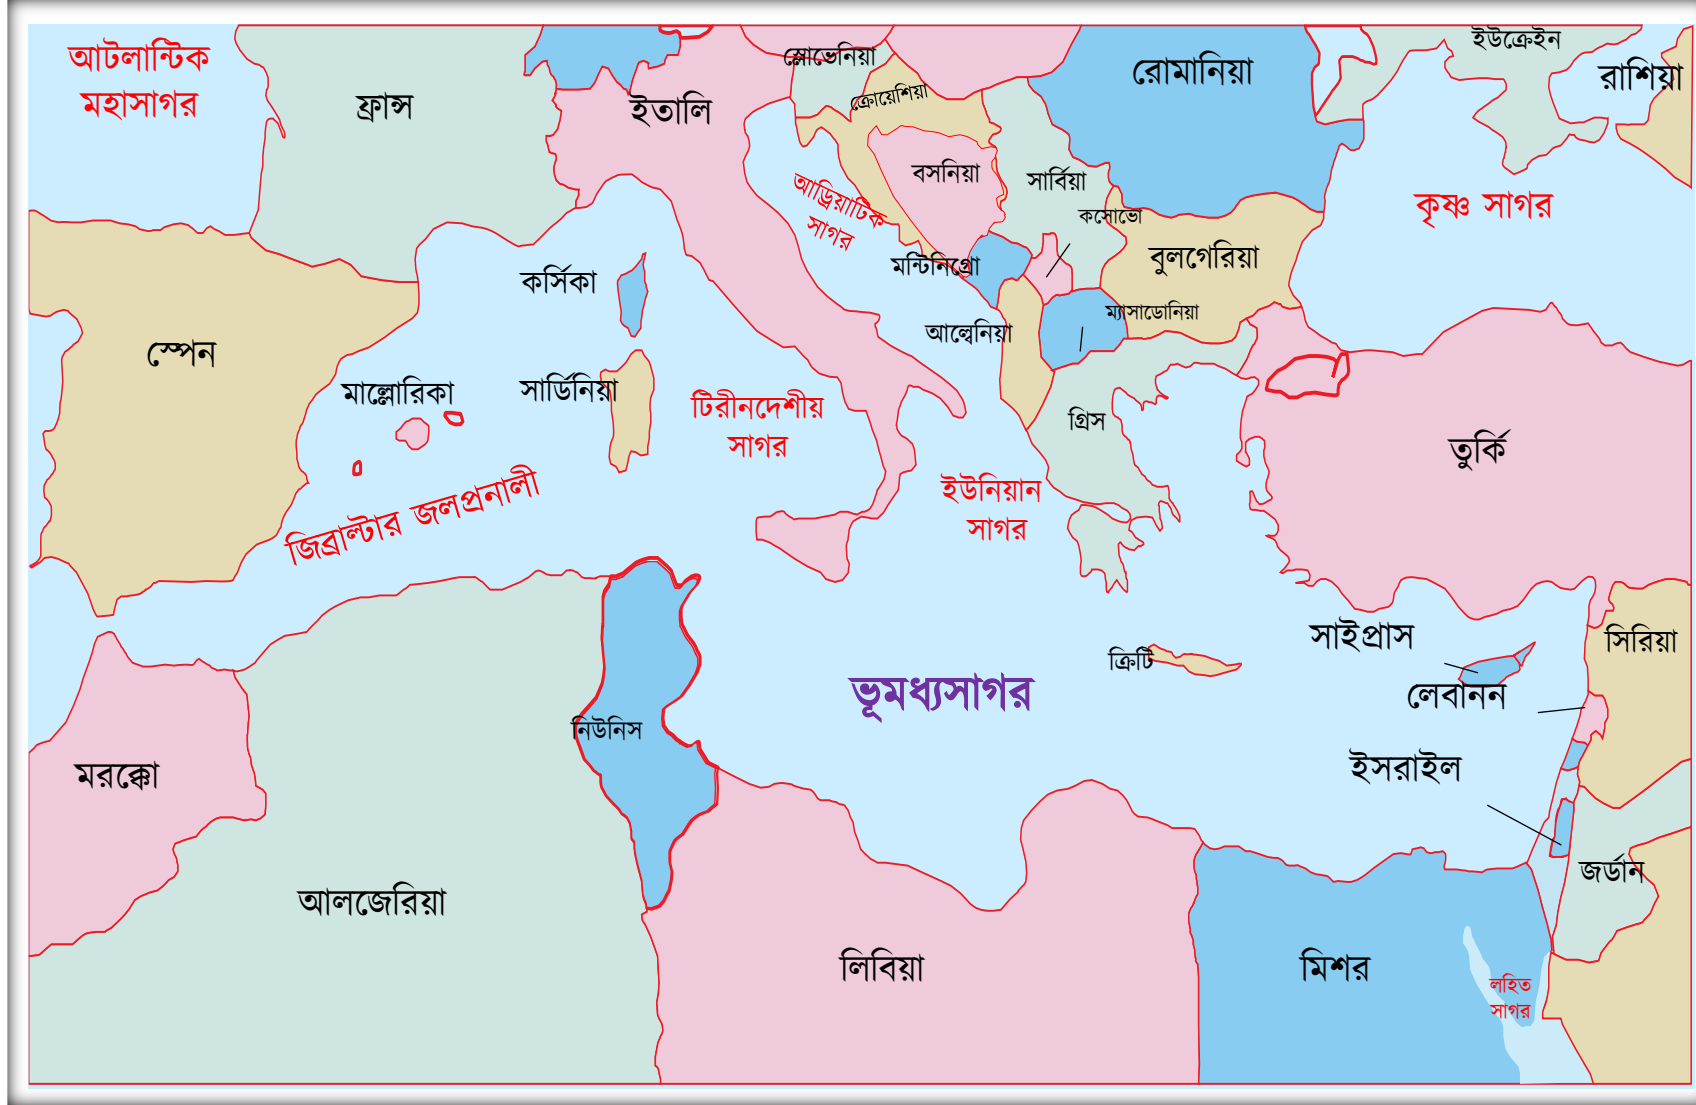 আটলান্টিক
মহাসাগর
ফ্রান্স
ইতালি
স্লোভেনিয়া
ক্রোয়েশিয়া
রোমানিয়া
ইউক্রেইন
রাশিয়া
বসনিয়া
সার্বিয়া
কসোভো
আড্রিয়াটিক
সাগর
কৃষ্ণ সাগর
বুলগেরিয়া
মন্টিনিগ্রো
কর্সিকা
ম্যাসাডোনিয়া
আল্বেনিয়া
স্পেন
মাল্লোরিকা
সার্ডিনিয়া
টিরীনদেশীয়
সাগর
গ্রিস
তুর্কি
জিব্রাল্টার জলপ্রনালী
ইউনিয়ান
সাগর
সাইপ্রাস
সিরিয়া
ক্রিটি
ভূমধ্যসাগর
লেবানন
নিউনিস
মরক্কো
ইসরাইল
জর্ডান
আলজেরিয়া
লিবিয়া
মিশর
লহিত
সাগর